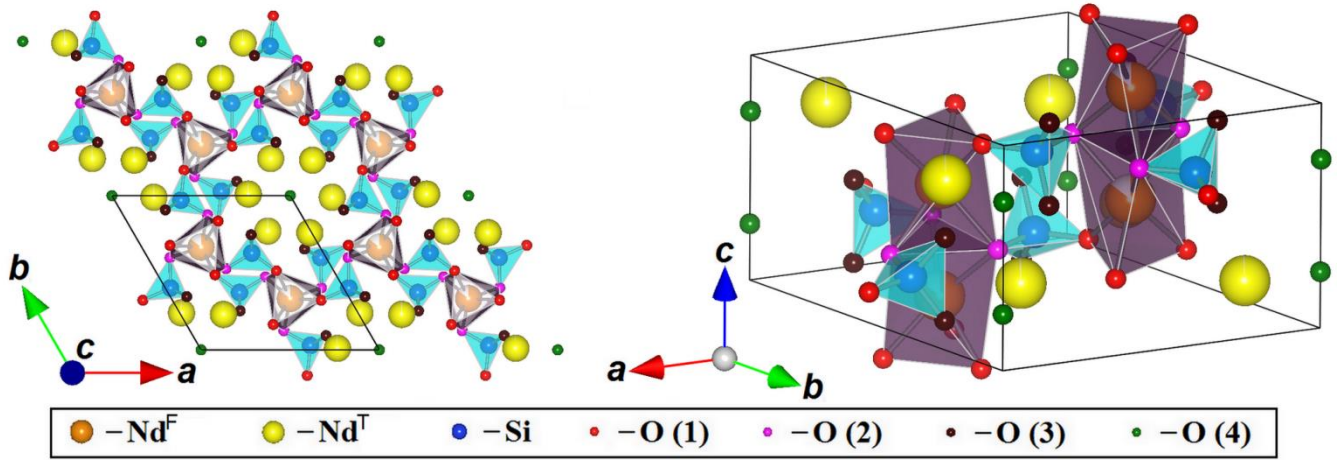 b
c
a
c
a
b
–Nd^F –Nd^T –Si –O (1) –O (2) –O (3) –O (4)